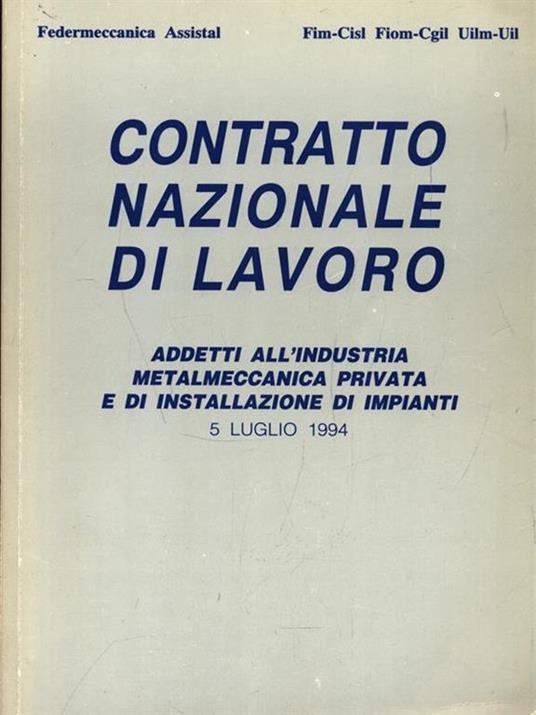 Federmeccanica Assistal Fim-Cisl Fiom-Cgil Uilm-Uil
CONTRATTO
NAZIONALE
DI LAVORO
ADDETTI ALL'INDUSTRIA
METALMECCANICA PRIVATA
E DI INSTALLAZIONE DI IMPIANTI
5 LUGLIO 1994